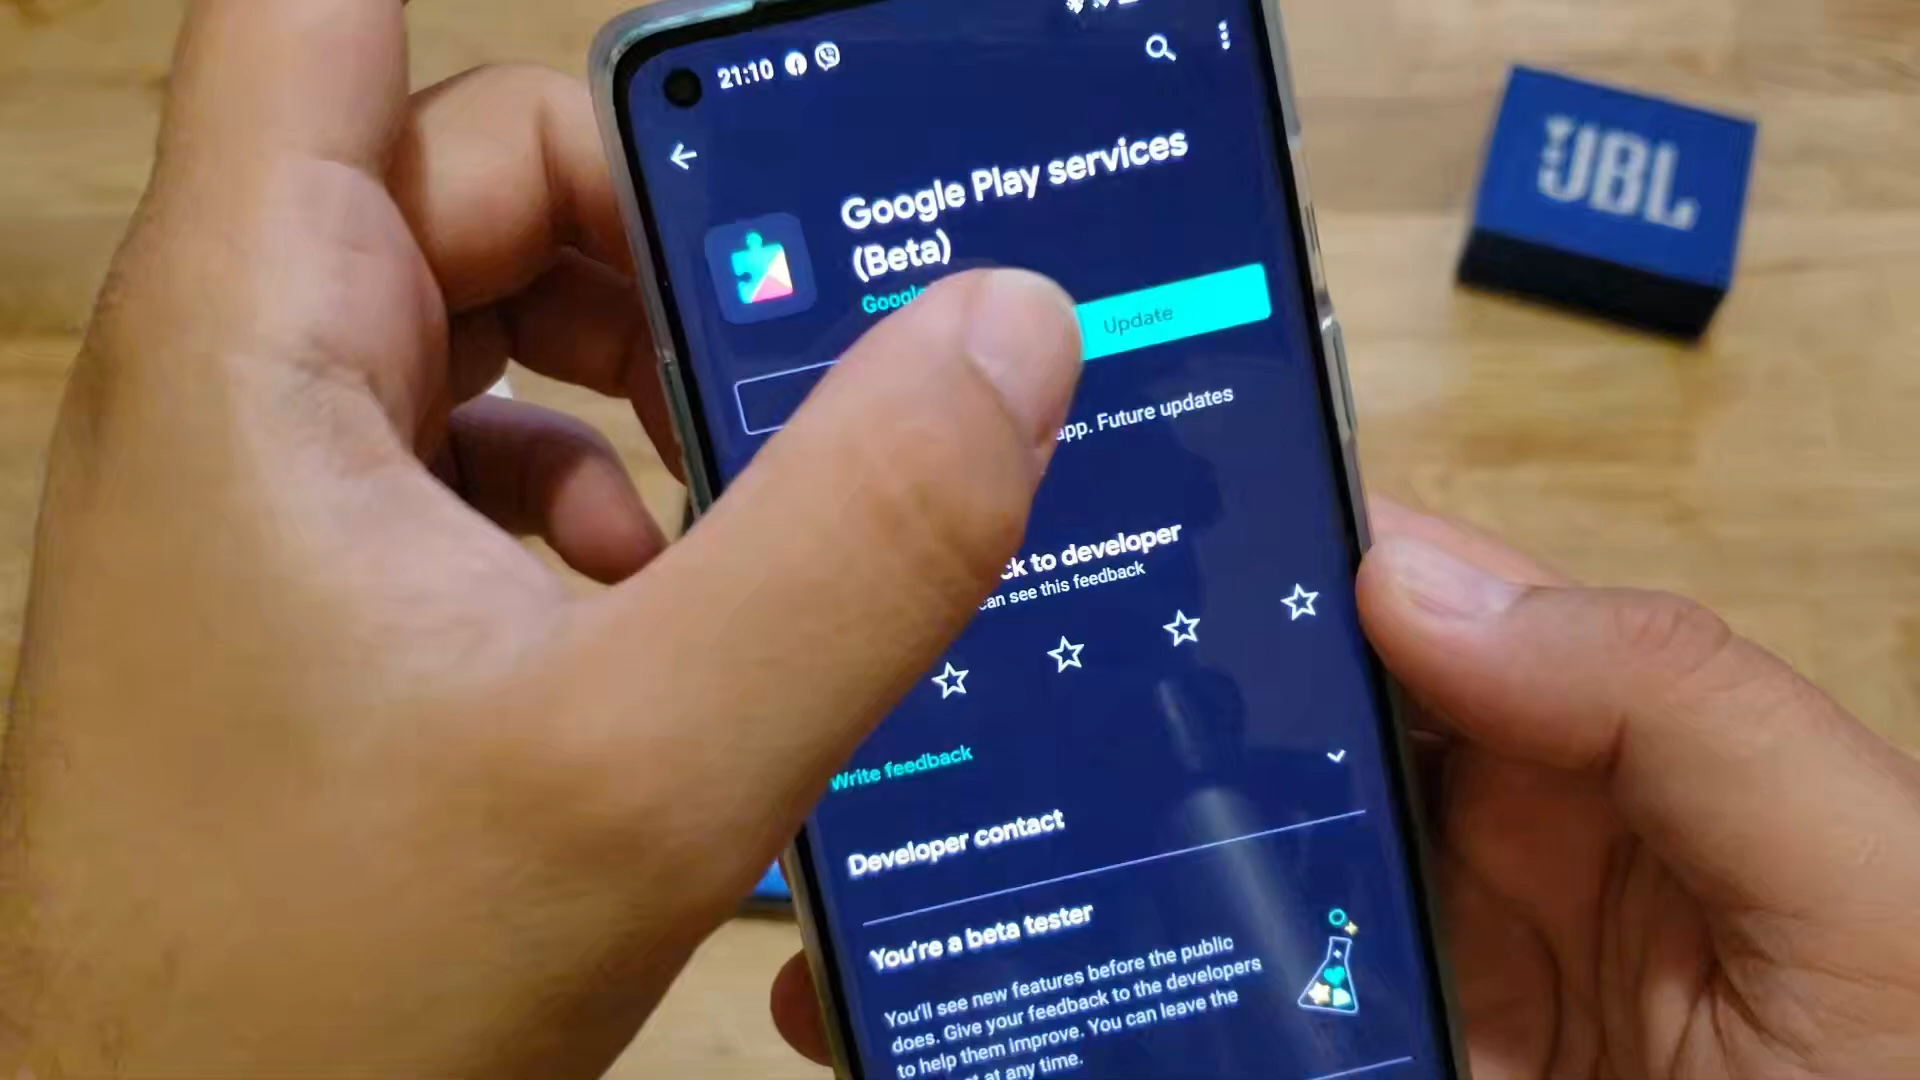 21:10
Google Play services
(Beta)
Google
Update
app. Future updates
ck to developer
can see this feedback
Write feedback
Developer contact
You're a beta tester
You'll see new features before the public
does. Give your feedback to the developers
to help them improve. You can leave the
at any time.
JBL